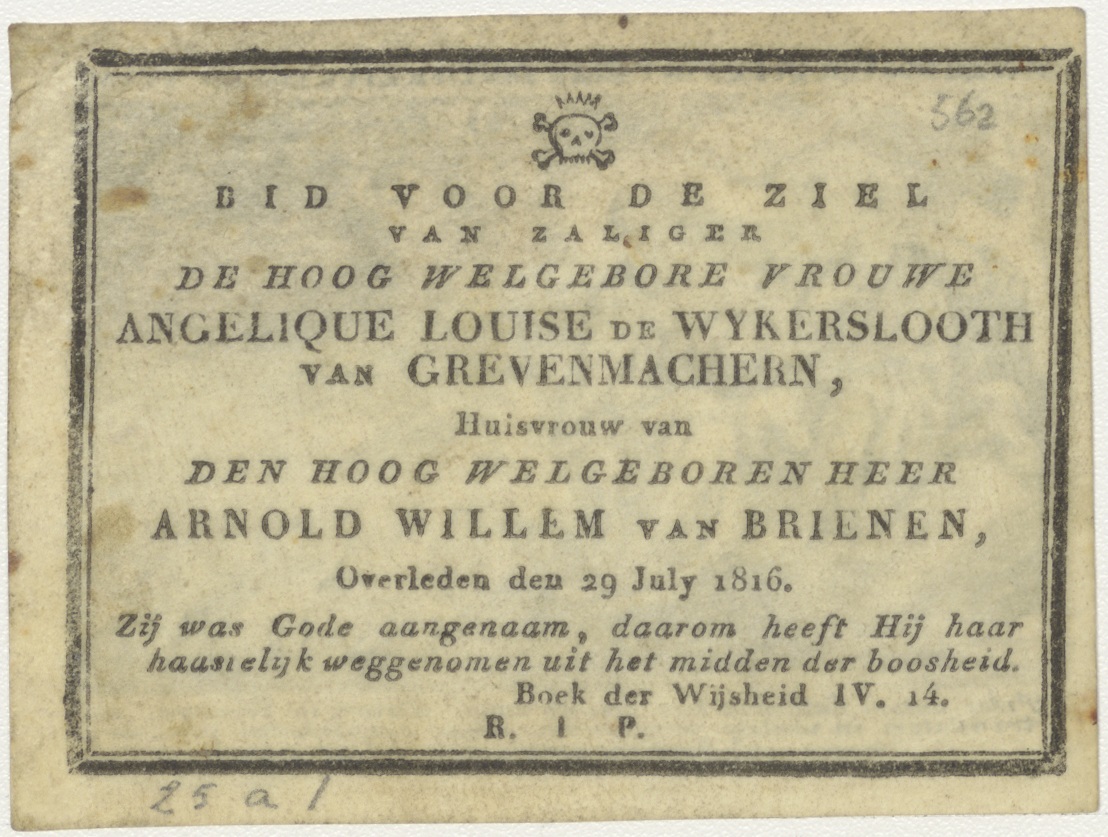 562
BID VOOR DE ZIEL
VAN ZALIGER
DE HOOG WELGEBORE VROUWE
ANGELIQUE LOUISE DE WYKERSLOOTH
VAN GREVENMACHERN,
Huisvrouw van
DEN HOOG WELGEBOREN HEER
ARNOLD WILLEM VAN BRIENEN,
Overleden den 29 July 1816.
Zij was Gode aangenaam, daarom heeft Hij haar
haastelijk weggenomen uit het midden der boosheid.
Boek der Wijsheid IV. 14.
R. I P.
25 a 1